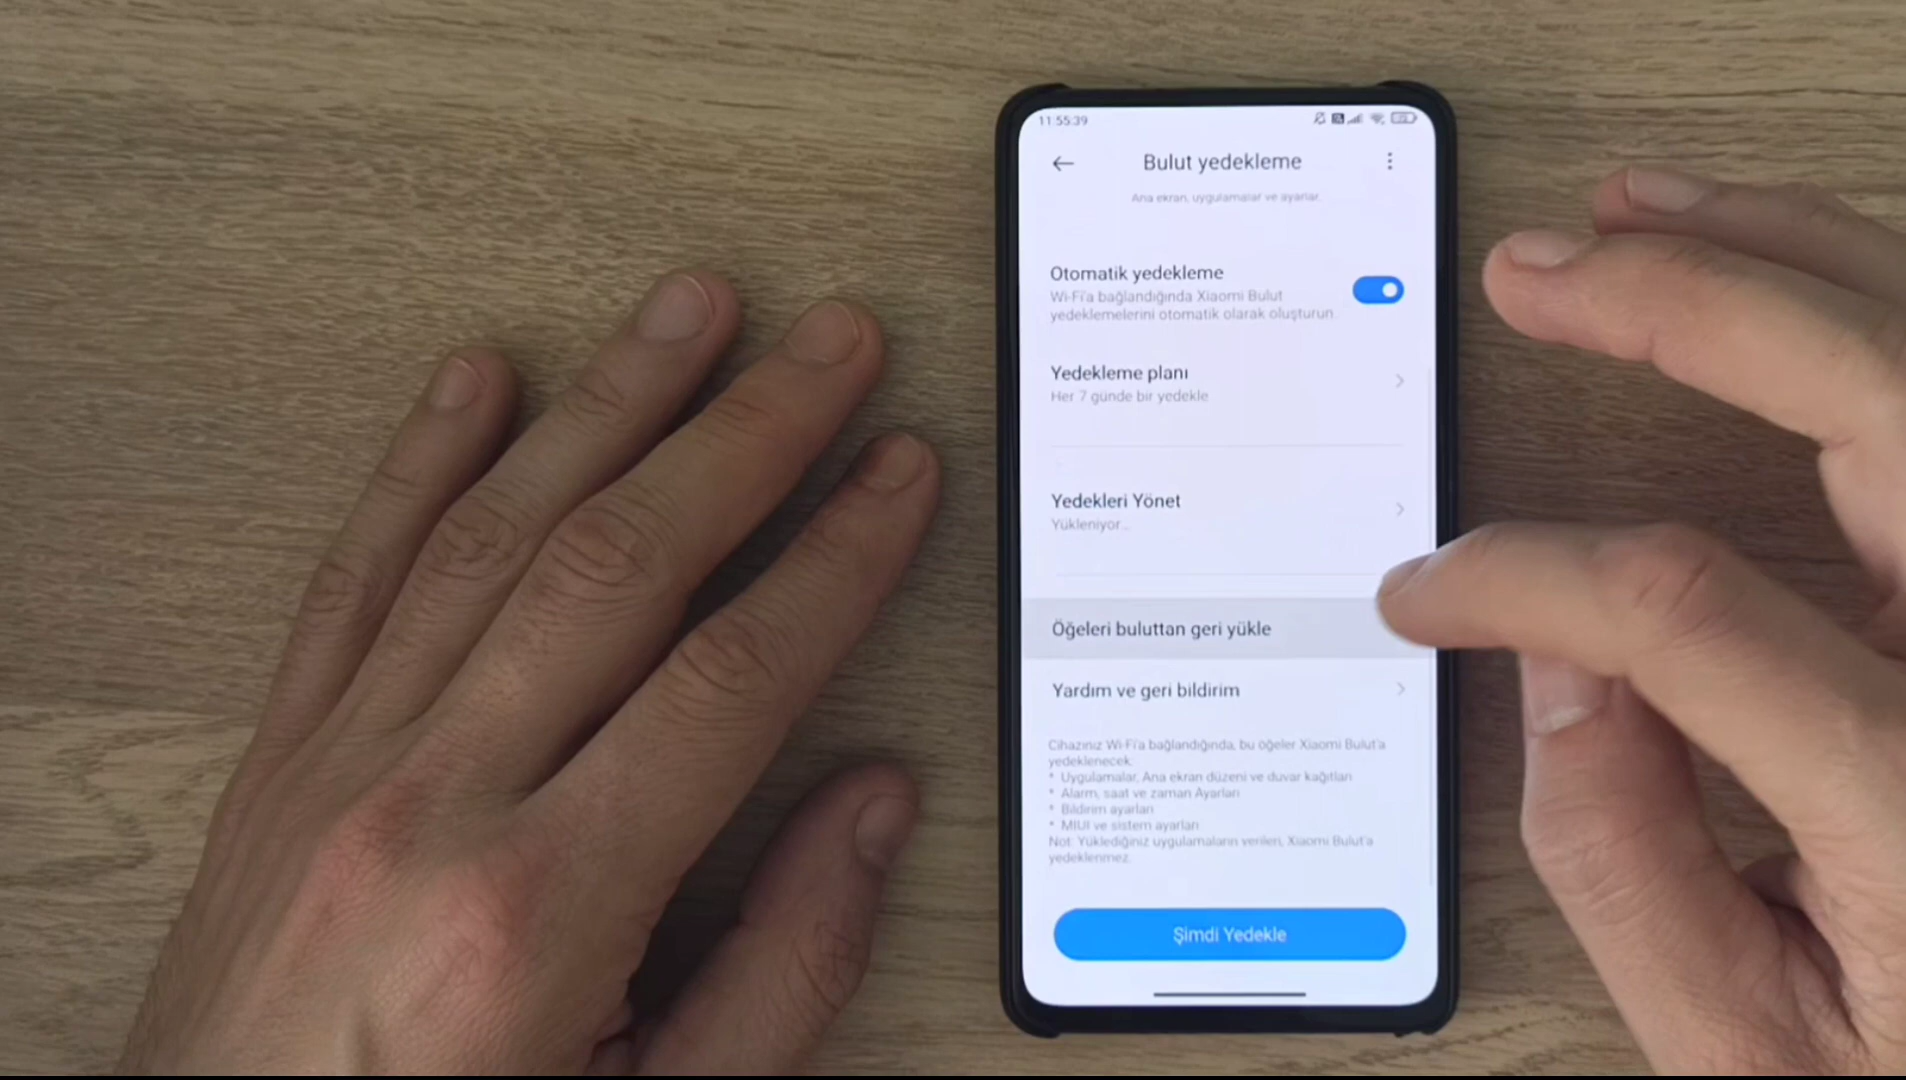 11 55:39
Bulut yedekleme
Ana ekran, uygulamalar ve ayarlar.
Otomatik yedekleme
Wi-Fi'a bağlandığında Xiaomi Bulut
yedeklemelerini otomatik olarak oluşturun.
Yedekleme planı
Her 7 günde bir yedekle
Yedekleri Yönet
Yükleniyor...
Öğeleri buluttan geri yükle
Yardım ve geri bildirim
Cihazınız Wi-Fi'a bağlandığında, bu öğeler Xiaomi Bulut'a
yedeklenecek:
* Uygulamalar, Ana ekran düzeni ve duvar kağıtları
* Alarm, saat ve zaman Ayarları
* Bildirim ayarları
* MIUI ve sistem ayarları
Not: Yüklediğiniz uygulamaların verileri, Xiaomi Bulut'a
yedeklenmez.
Şimdi Yedekle